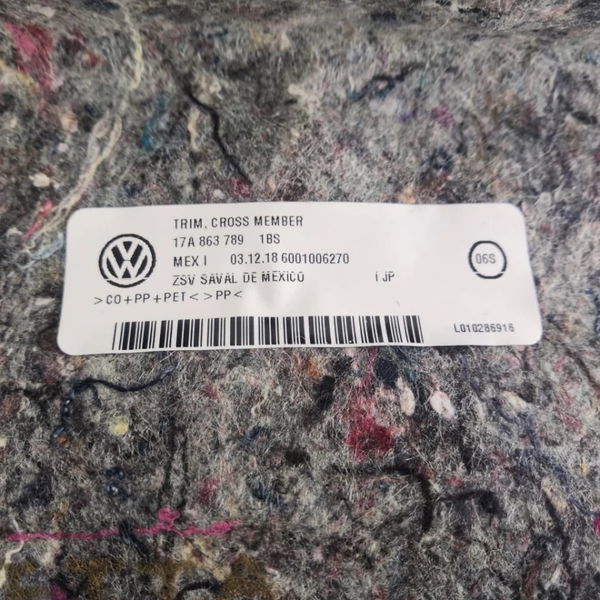 TRIM, CROSS MEMBER
17A 863 789 1BS
MEX I 03.12.18 6001006270
ZSV SAVAL DE MEXICO 1 JP
06S
>CO+PP+PET<>PP<
L010286916